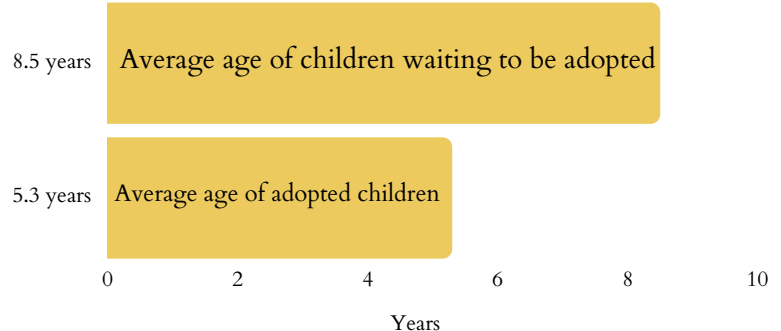 8.5 years
Average age of children waiting to be adopted
5.3 years
Average age of adopted children
0 2 4 6 8 10
Years